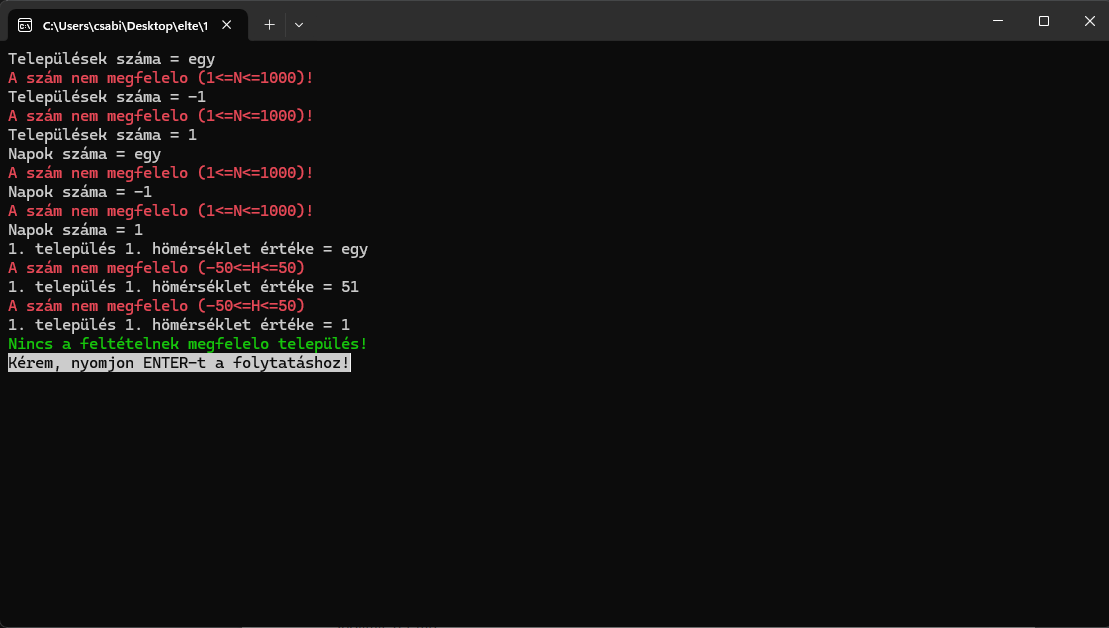 C:\Users\csabi\Desktop\elte\1
Települések száma = egy
A szám nem megfelelo (1<=N<=1000)!
Települések száma = -1
A szám nem megfelelo (1<=N<=1000)!
Települések száma = 1
Napok száma = egy
A szám nem megfelelo (1<=N<=1000)!
Napok száma = -1
A szám nem megfelelo (1<=N<=1000)!
Napok száma = 1
1. település 1. hömérséklet értéke = egy
A szám nem megfelelo (-50<=H<=50)
1. település 1. hömérséklet értéke = 51
A szám nem megfelelo (-50<=H<=50)
1. település 1. hömérséklet értéke = 1
Nincs a feltételnek megfelelo település!
Kérem, nyomjon ENTER-t a folytatáshoz!